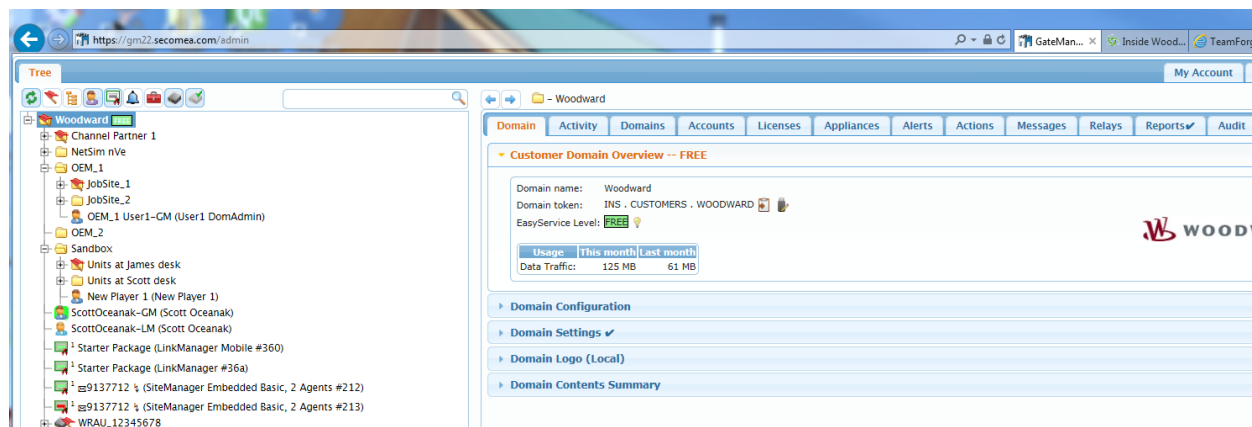 https://gm22.secomea.com/admin
GateMan...
Inside Wood...
TeamForg
Tree
My Account
– Woodward
Woodward FREE
Channel Partner 1
NetSim nVe
OEM_1
JobSite_1
JobSite_2
OEM_1 User1-GM (User1 DomAdmin)
OEM_2
Sandbox
Units at James desk
Units at Scott desk
New Player 1 (New Player 1)
ScottOceanak-GM (Scott Oceanak)
ScottOceanak-LM (Scott Oceanak)
1 Starter Package (LinkManager Mobile #360)
1 Starter Package (LinkManager #36a)
1 9137712 (SiteManager Embedded Basic, 2 Agents #212)
1 9137712 (SiteManager Embedded Basic, 2 Agents #213)
WRAU_12345678
Domain Activity Domains Accounts Licenses Appliances Alerts Actions Messages Relays Reports✔ Audit
Customer Domain Overview -- FREE
Domain name: Woodward
Domain token: INS . CUSTOMERS . WOODWARD
EasyService Level: FREE
WOODW
Usage This month Last month
Data Traffic: 125 MB 61 MB
Domain Configuration
Domain Settings ✔
Domain Logo (Local)
Domain Contents Summary